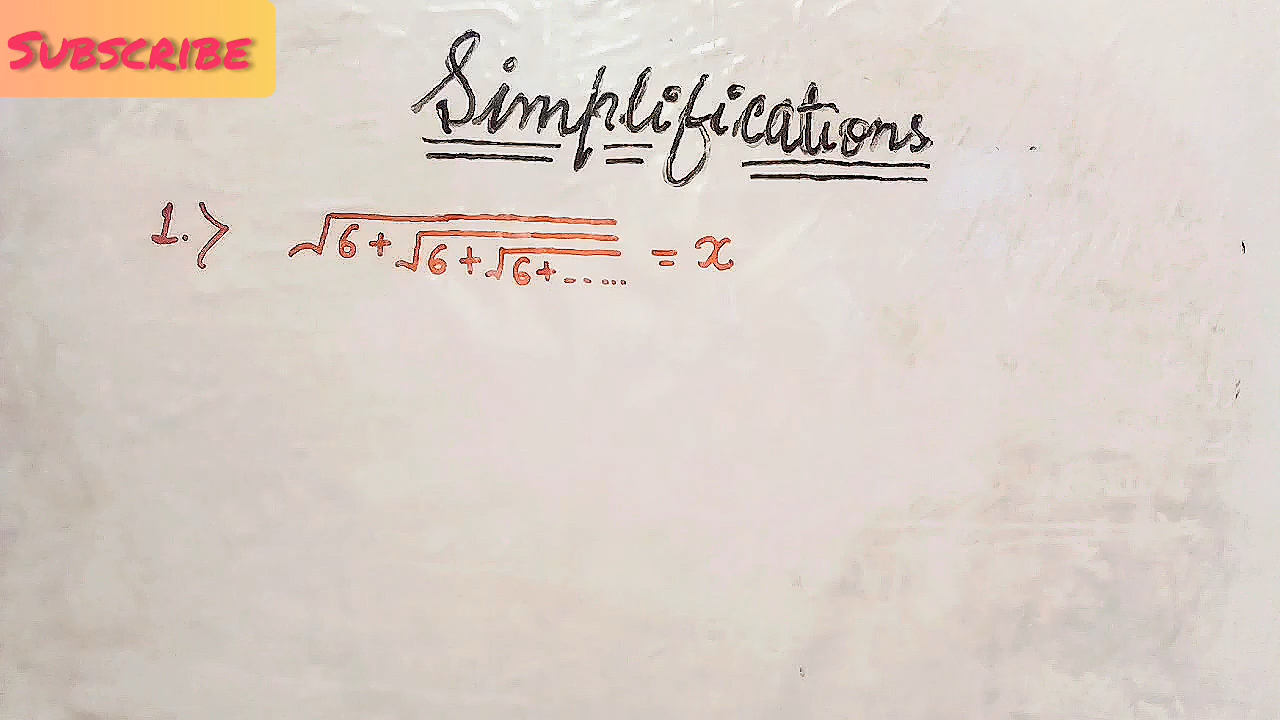 SUBSCRIBE
Simplifications
1.> √6+√6+√6+...... = x